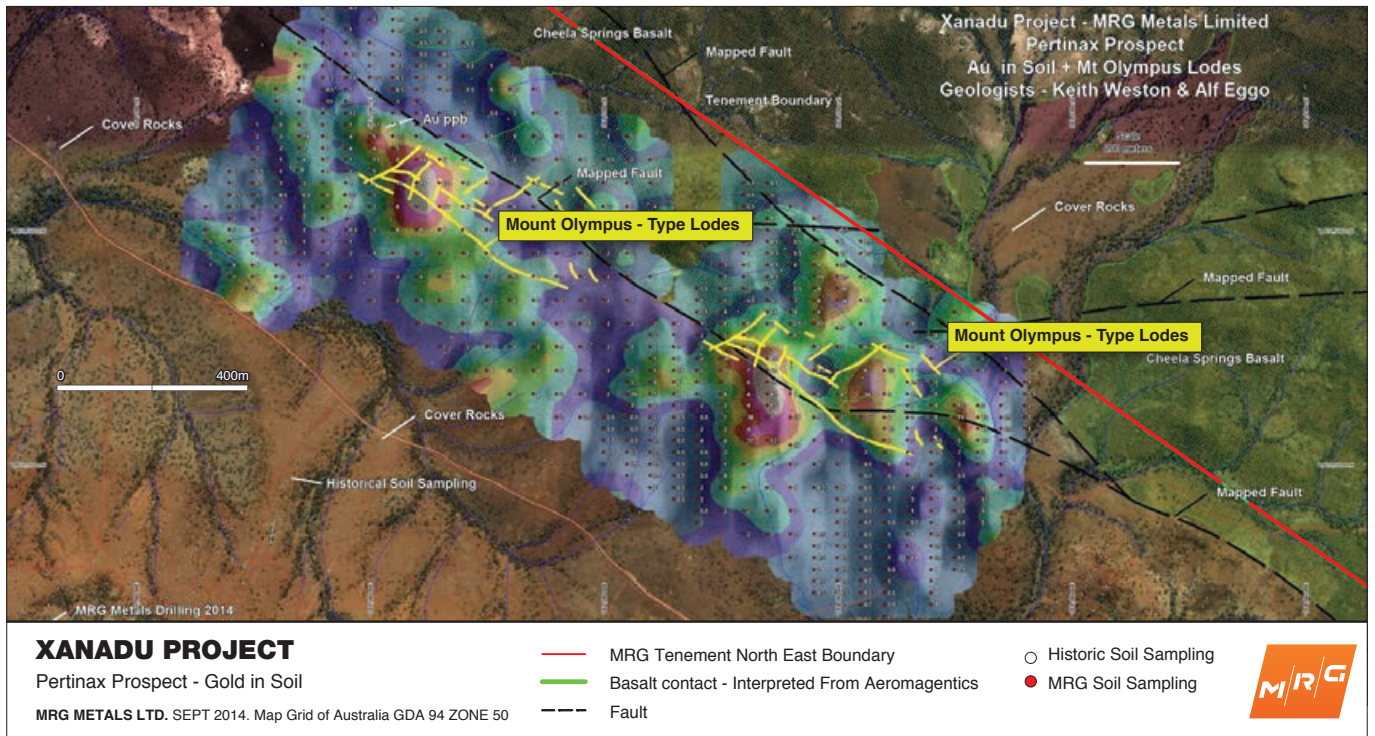 Xanadu Project - MRG Metals Limited
Pertinax Prospect
Au in Soil + Mt Olympus Lodes
Geologists - Keith Weston & Alf Eggo
Cheela Springs Basalt
Mapped Fault
Tenement Boundary
Cover Rocks
Au ppb
Mapped Fault
Mount Olympus - Type Lodes
Cover Rocks
Mapped Fault
Mount Olympus - Type Lodes
Cheela Springs Basalt
0 400m
Cover Rocks
Historical Soil Sampling
Mapped Fault
MRG Metals Drilling 2014
XANADU PROJECT
Pertinax Prospect - Gold in Soil
MRG METALS LTD. SEPT 2014. Map Grid of Australia GDA 94 ZONE 50
MRG Tenement North East Boundary
Basalt contact - Interpreted From Aeromagentics
Fault
Historic Soil Sampling
MRG Soil Sampling
M/R/G